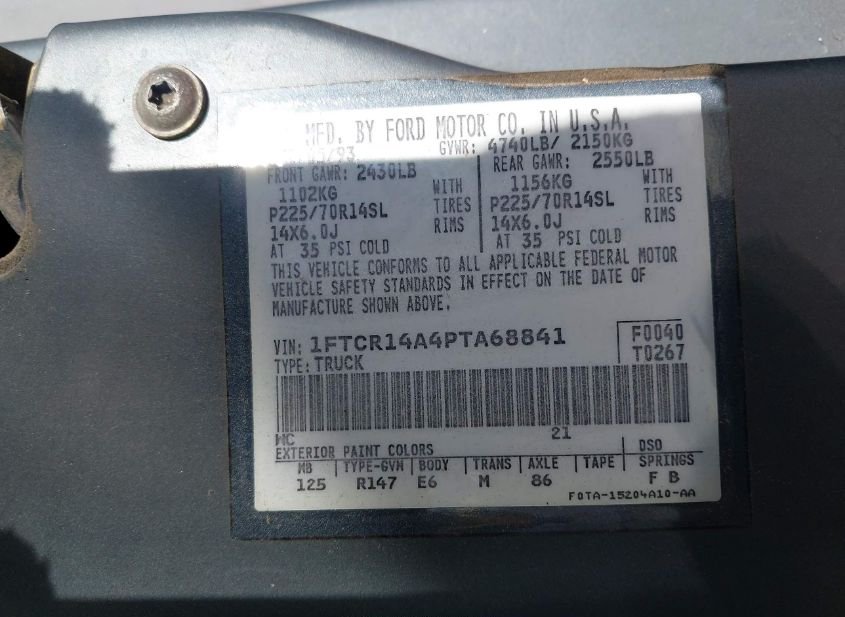 MFD. BY FORD MOTOR CO. IN U.S.A.
/93 GVWR: 4740LB/ 2150KG
FRONT GAWR: 2430LB REAR GAWR: 2550LB
1102KG WITH 1156KG WITH
P225/70R14SL TIRES P225/70R14SL TIRES
14X6.0J RIMS 14X6.0J RIMS
AT 35 PSI COLD AT 35 PSI COLD
THIS VEHICLE CONFORMS TO ALL APPLICABLE FEDERAL MOTOR
VEHICLE SAFETY STANDARDS IN EFFECT ON THE DATE OF
MANUFACTURE SHOWN ABOVE.
VIN: 1FTCR14A4PTA68841 F0040
TYPE: TRUCK T0267
WC 21
EXTERIOR PAINT COLORS DSO
WB TYPE-GVW BODY TRANS AXLE TAPE SPRINGS
125 R147 E6 M 86 F B
F0TA-15204A10-AA